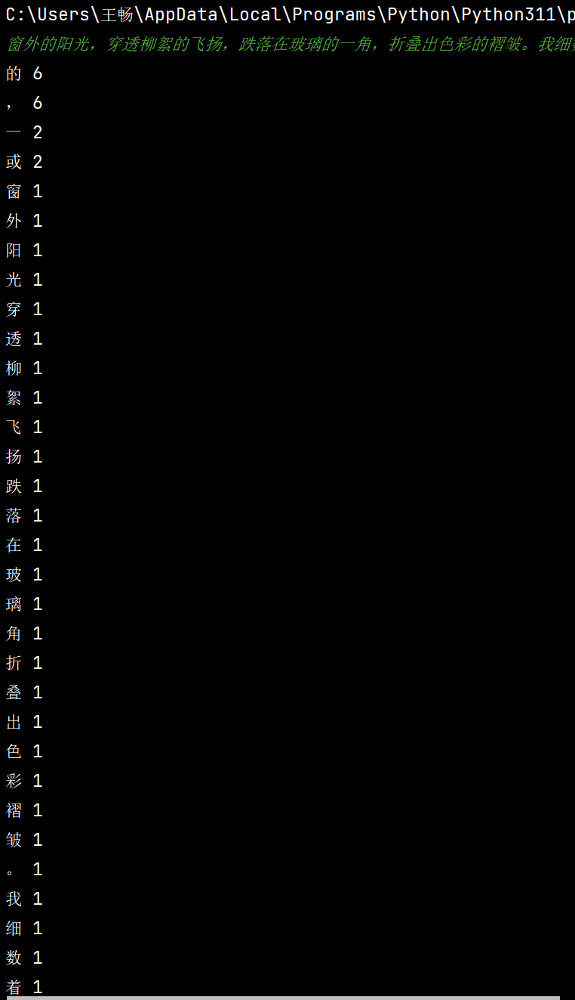 C:\Users\王畅\AppData\Local\Programs\Python\Python311\p
窗外的阳光，穿透柳絮的飞扬，跌落在玻璃的一角，折叠出色彩的褶皱。我细
的 6
， 6
一 2
或 2
窗 1
外 1
阳 1
光 1
穿 1
透 1
柳 1
絮 1
飞 1
扬 1
跌 1
落 1
在 1
玻 1
璃 1
角 1
折 1
叠 1
出 1
色 1
彩 1
褶 1
皱 1
。 1
我 1
细 1
数 1
着 1